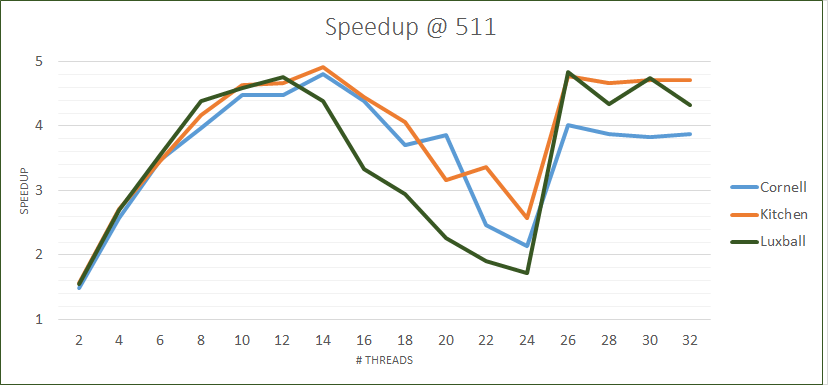 Speedup @ 511
5
4
3
2
1
SPEEDUP
2 4 6 8 10 12 14 16 18 20 22 24 26 28 30 32
# THREADS
Cornell
Kitchen
Luxball